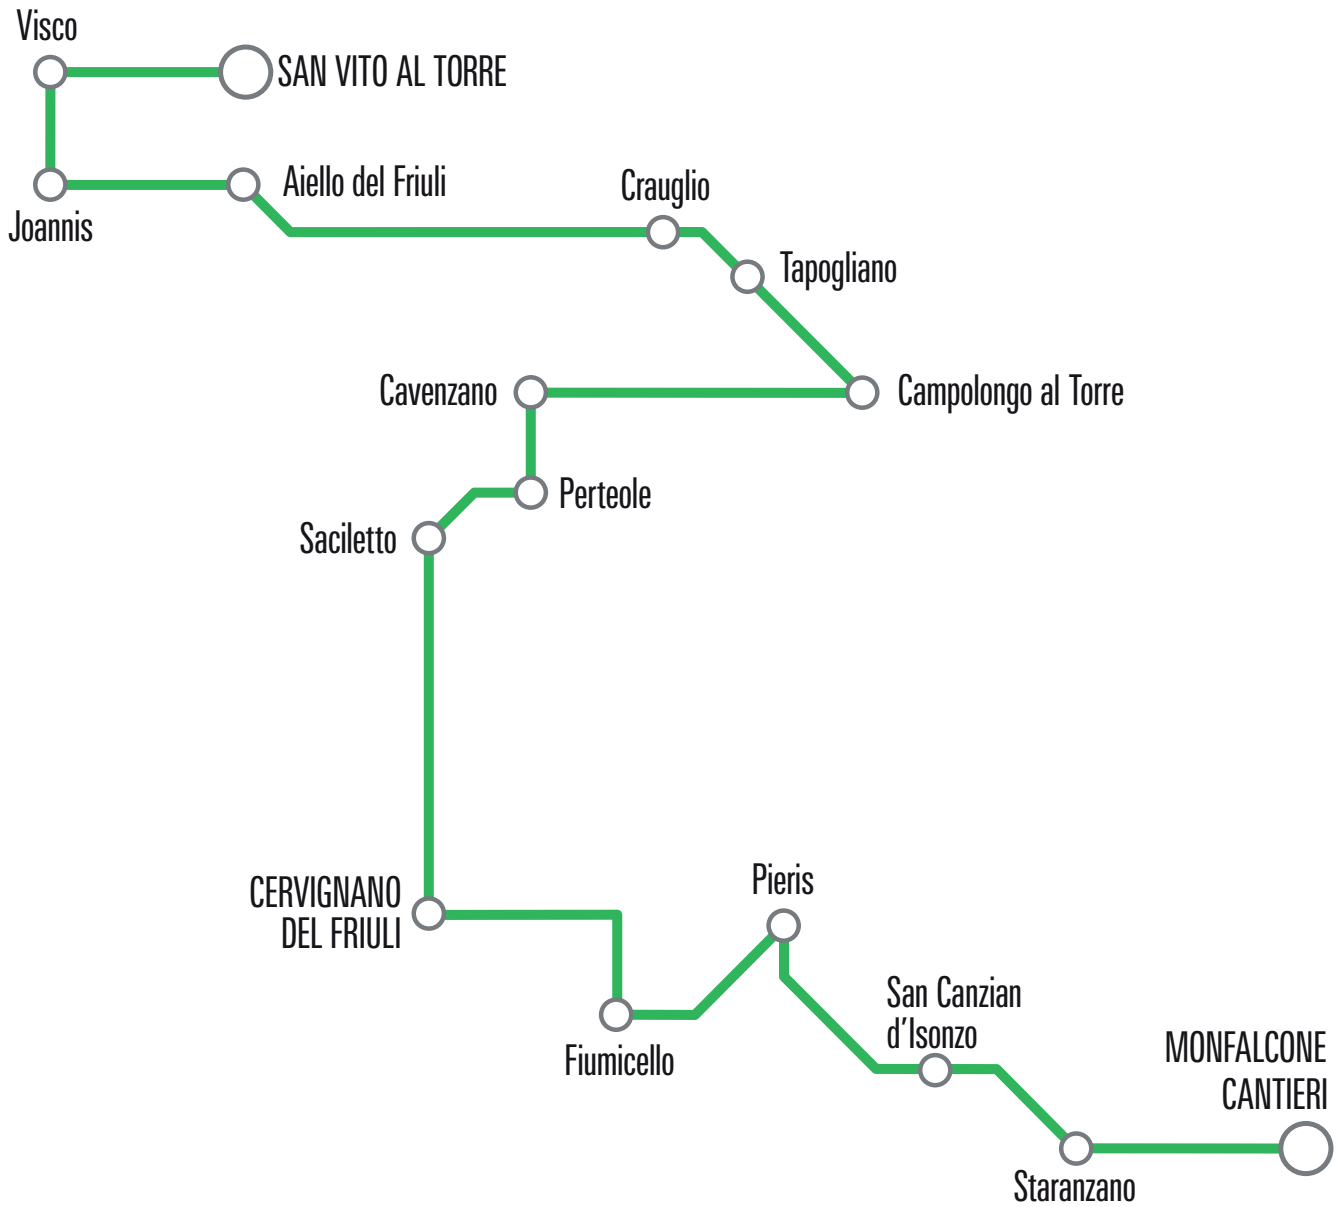 Visco
SAN VITO AL TORRE
Aiello del Friuli
Joannis
Crauglio
Tapogliano
Cavenzano
Campolongo al Torre
Perteole
Saciletto
CERVIGNANO
DEL FRIULI
Pieris
Fiumicello
San Canzian
d'Isonzo
MONFALCONE
CANTIERI
Staranzano